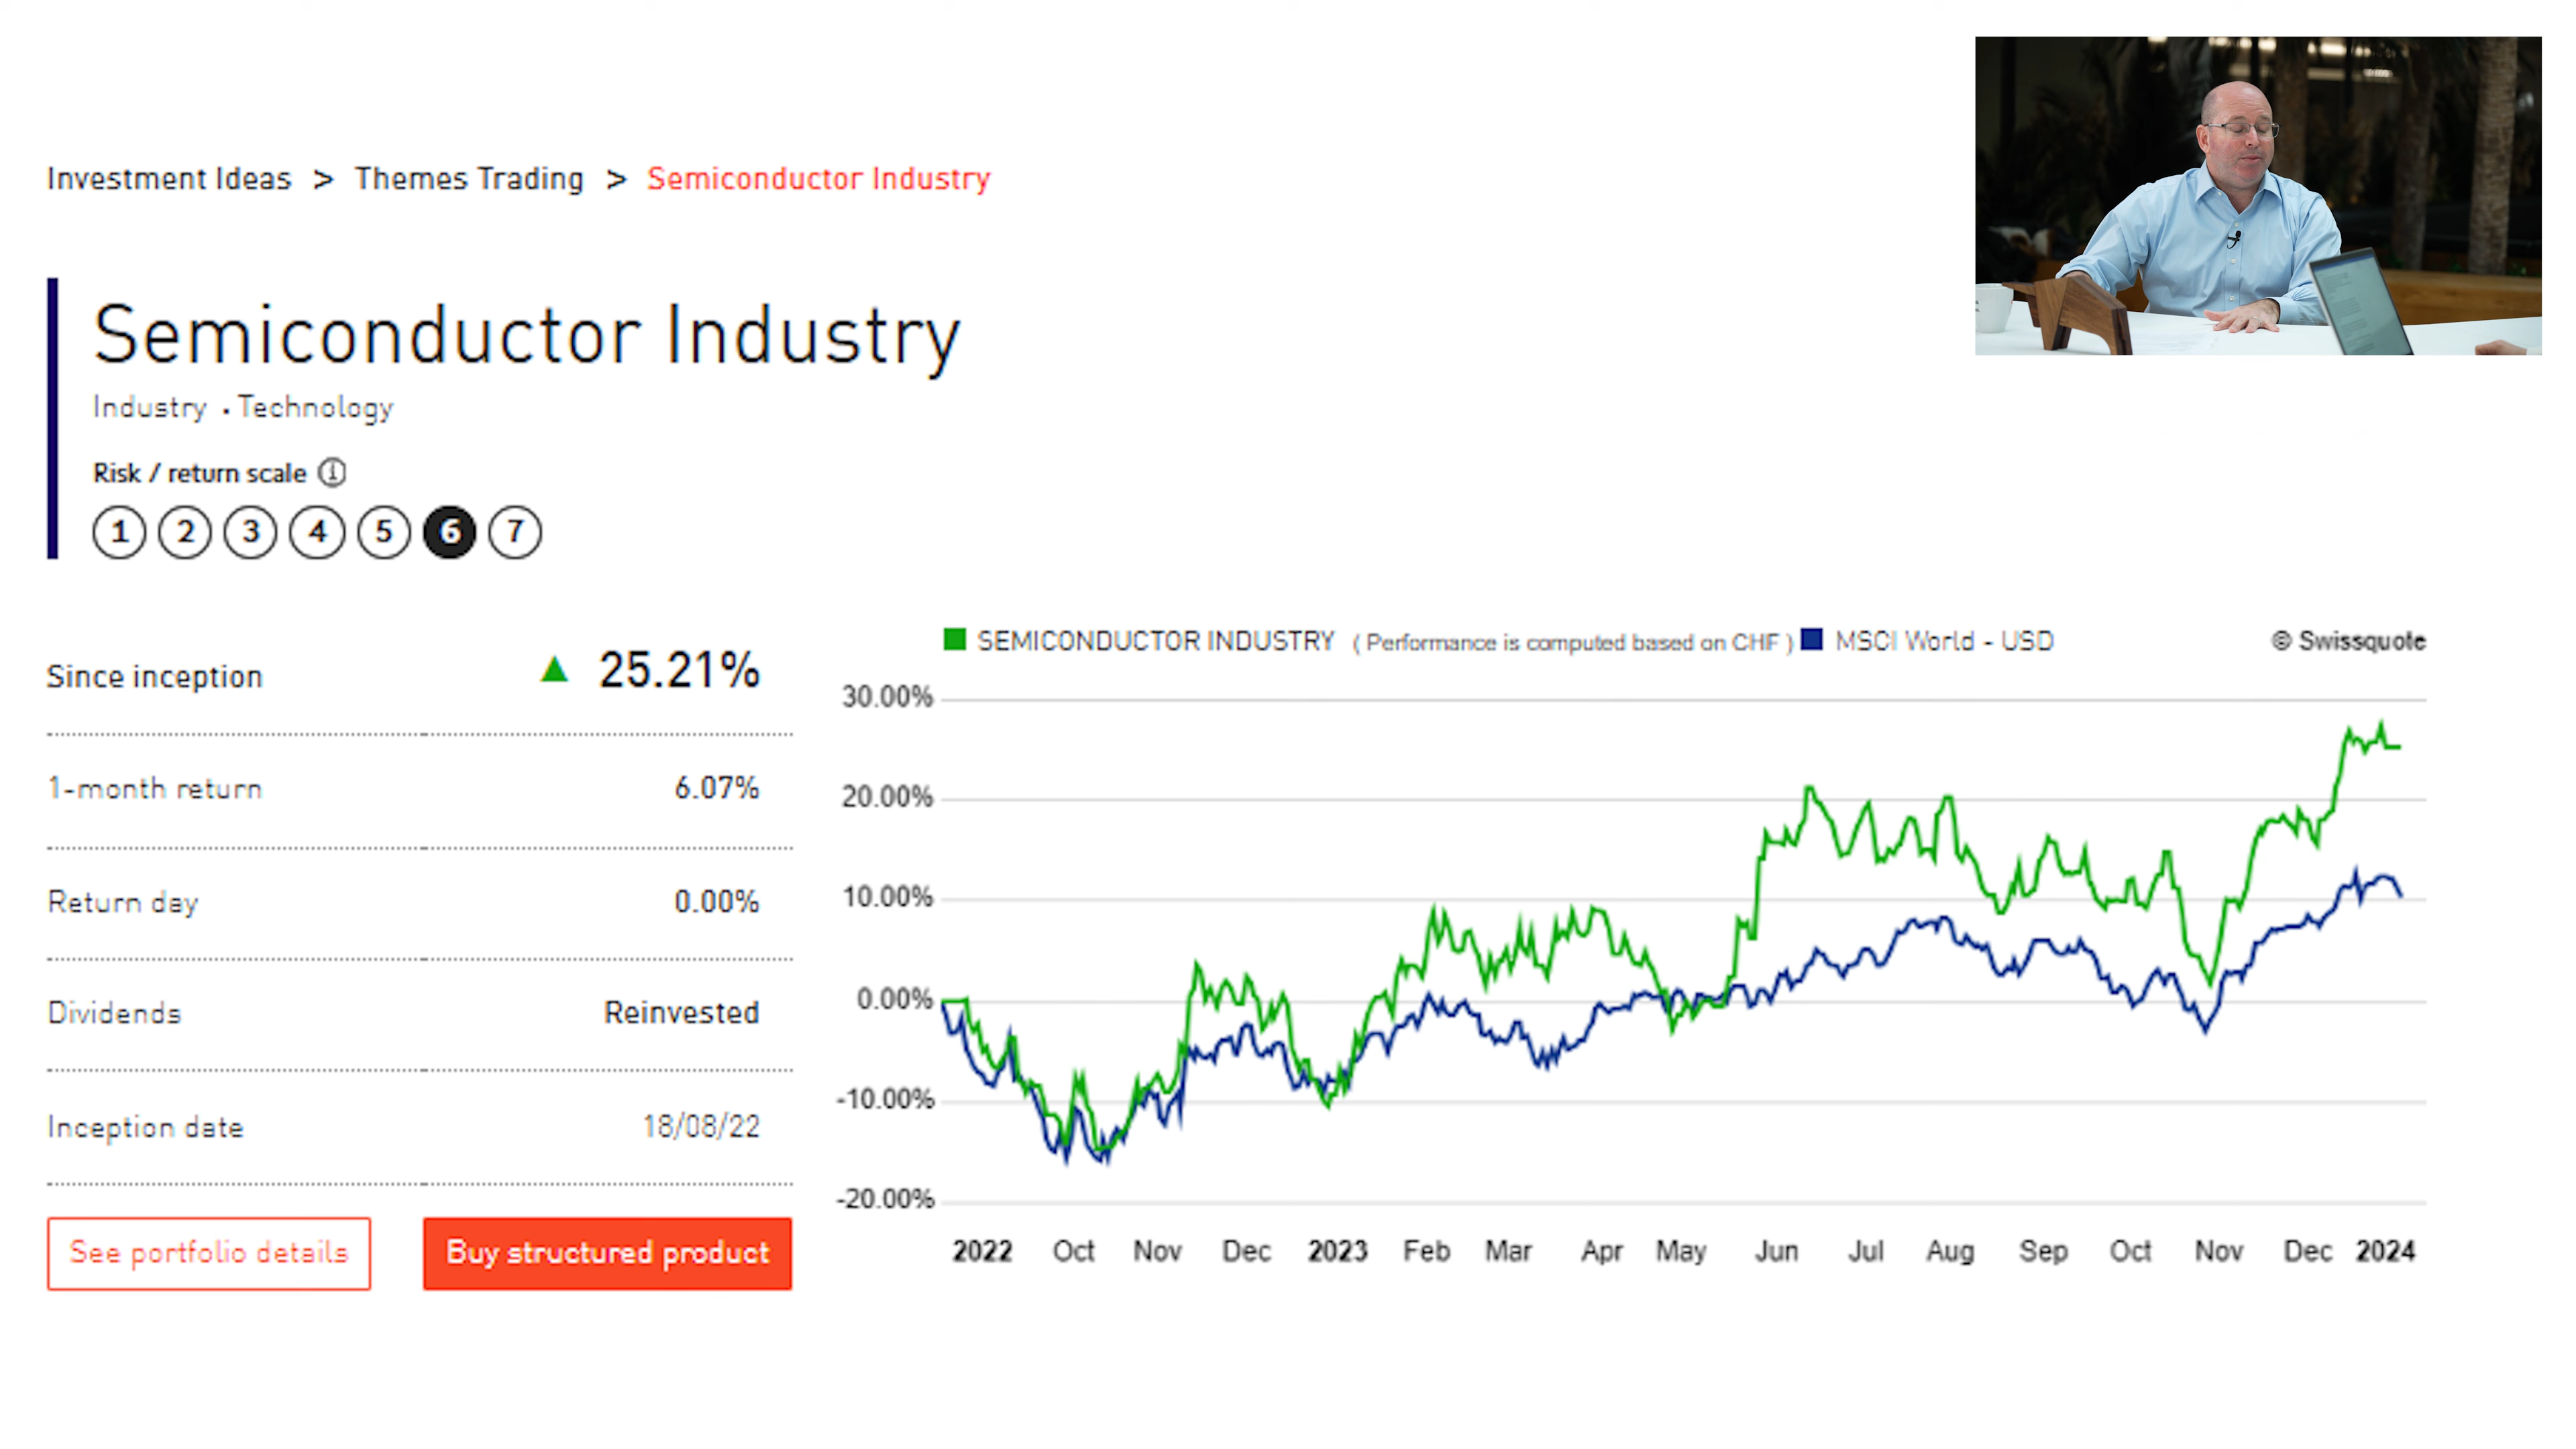 Investment Ideas > Themes Trading > Semiconductor Industry
Semiconductor Industry
Industry • Technology
Risk / return scale ⓘ
1 2 3 4 5 6 7
Since inception ▲ 25.21%
1-month return 6.07%
Return day 0.00%
Dividends Reinvested
Inception date 18/08/22
See portfolio details Buy structured product
SEMICONDUCTOR INDUSTRY ( Performance is computed based on CHF ) MSCI World - USD © Swissquote
30.00%
20.00%
10.00%
0.00%
-10.00%
-20.00%
2022 Oct Nov Dec 2023 Feb Mar Apr May Jun Jul Aug Sep Oct Nov Dec 2024